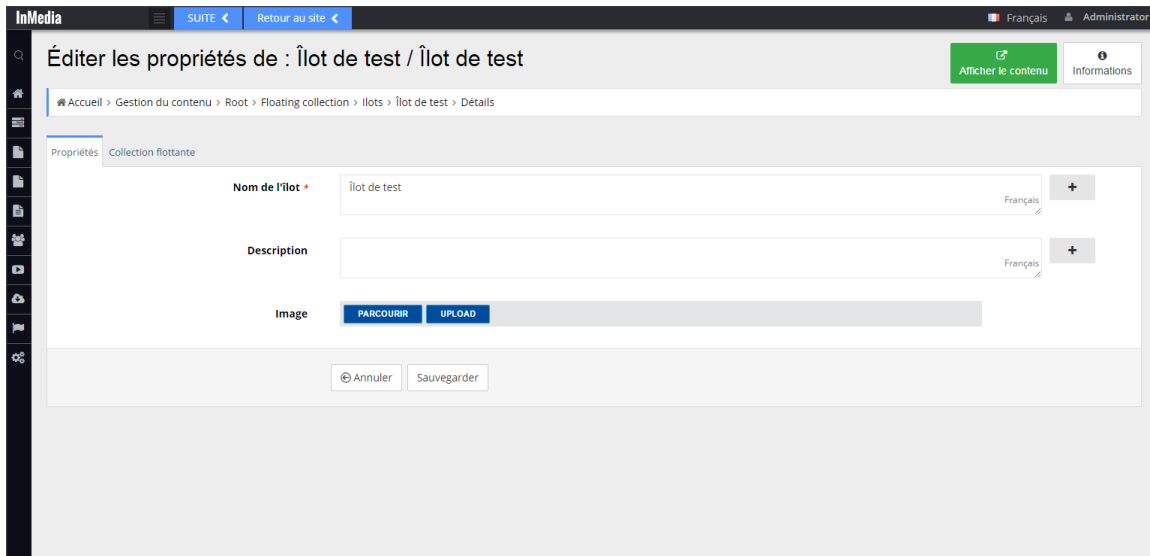 InMedia SUITE Retour au site Français Administrator
Éditer les propriétés de : Îlot de test / Îlot de test
Afficher le contenu
Informations
Accueil > Gestion du contenu > Root > Floating collection > Ilots > Îlot de test > Détails
Propriétés Collection flottante
Nom de l'îlot * Îlot de test
Français
+
Description
Français
+
Image PARCOURIR UPLOAD
Annuler Sauvegarder